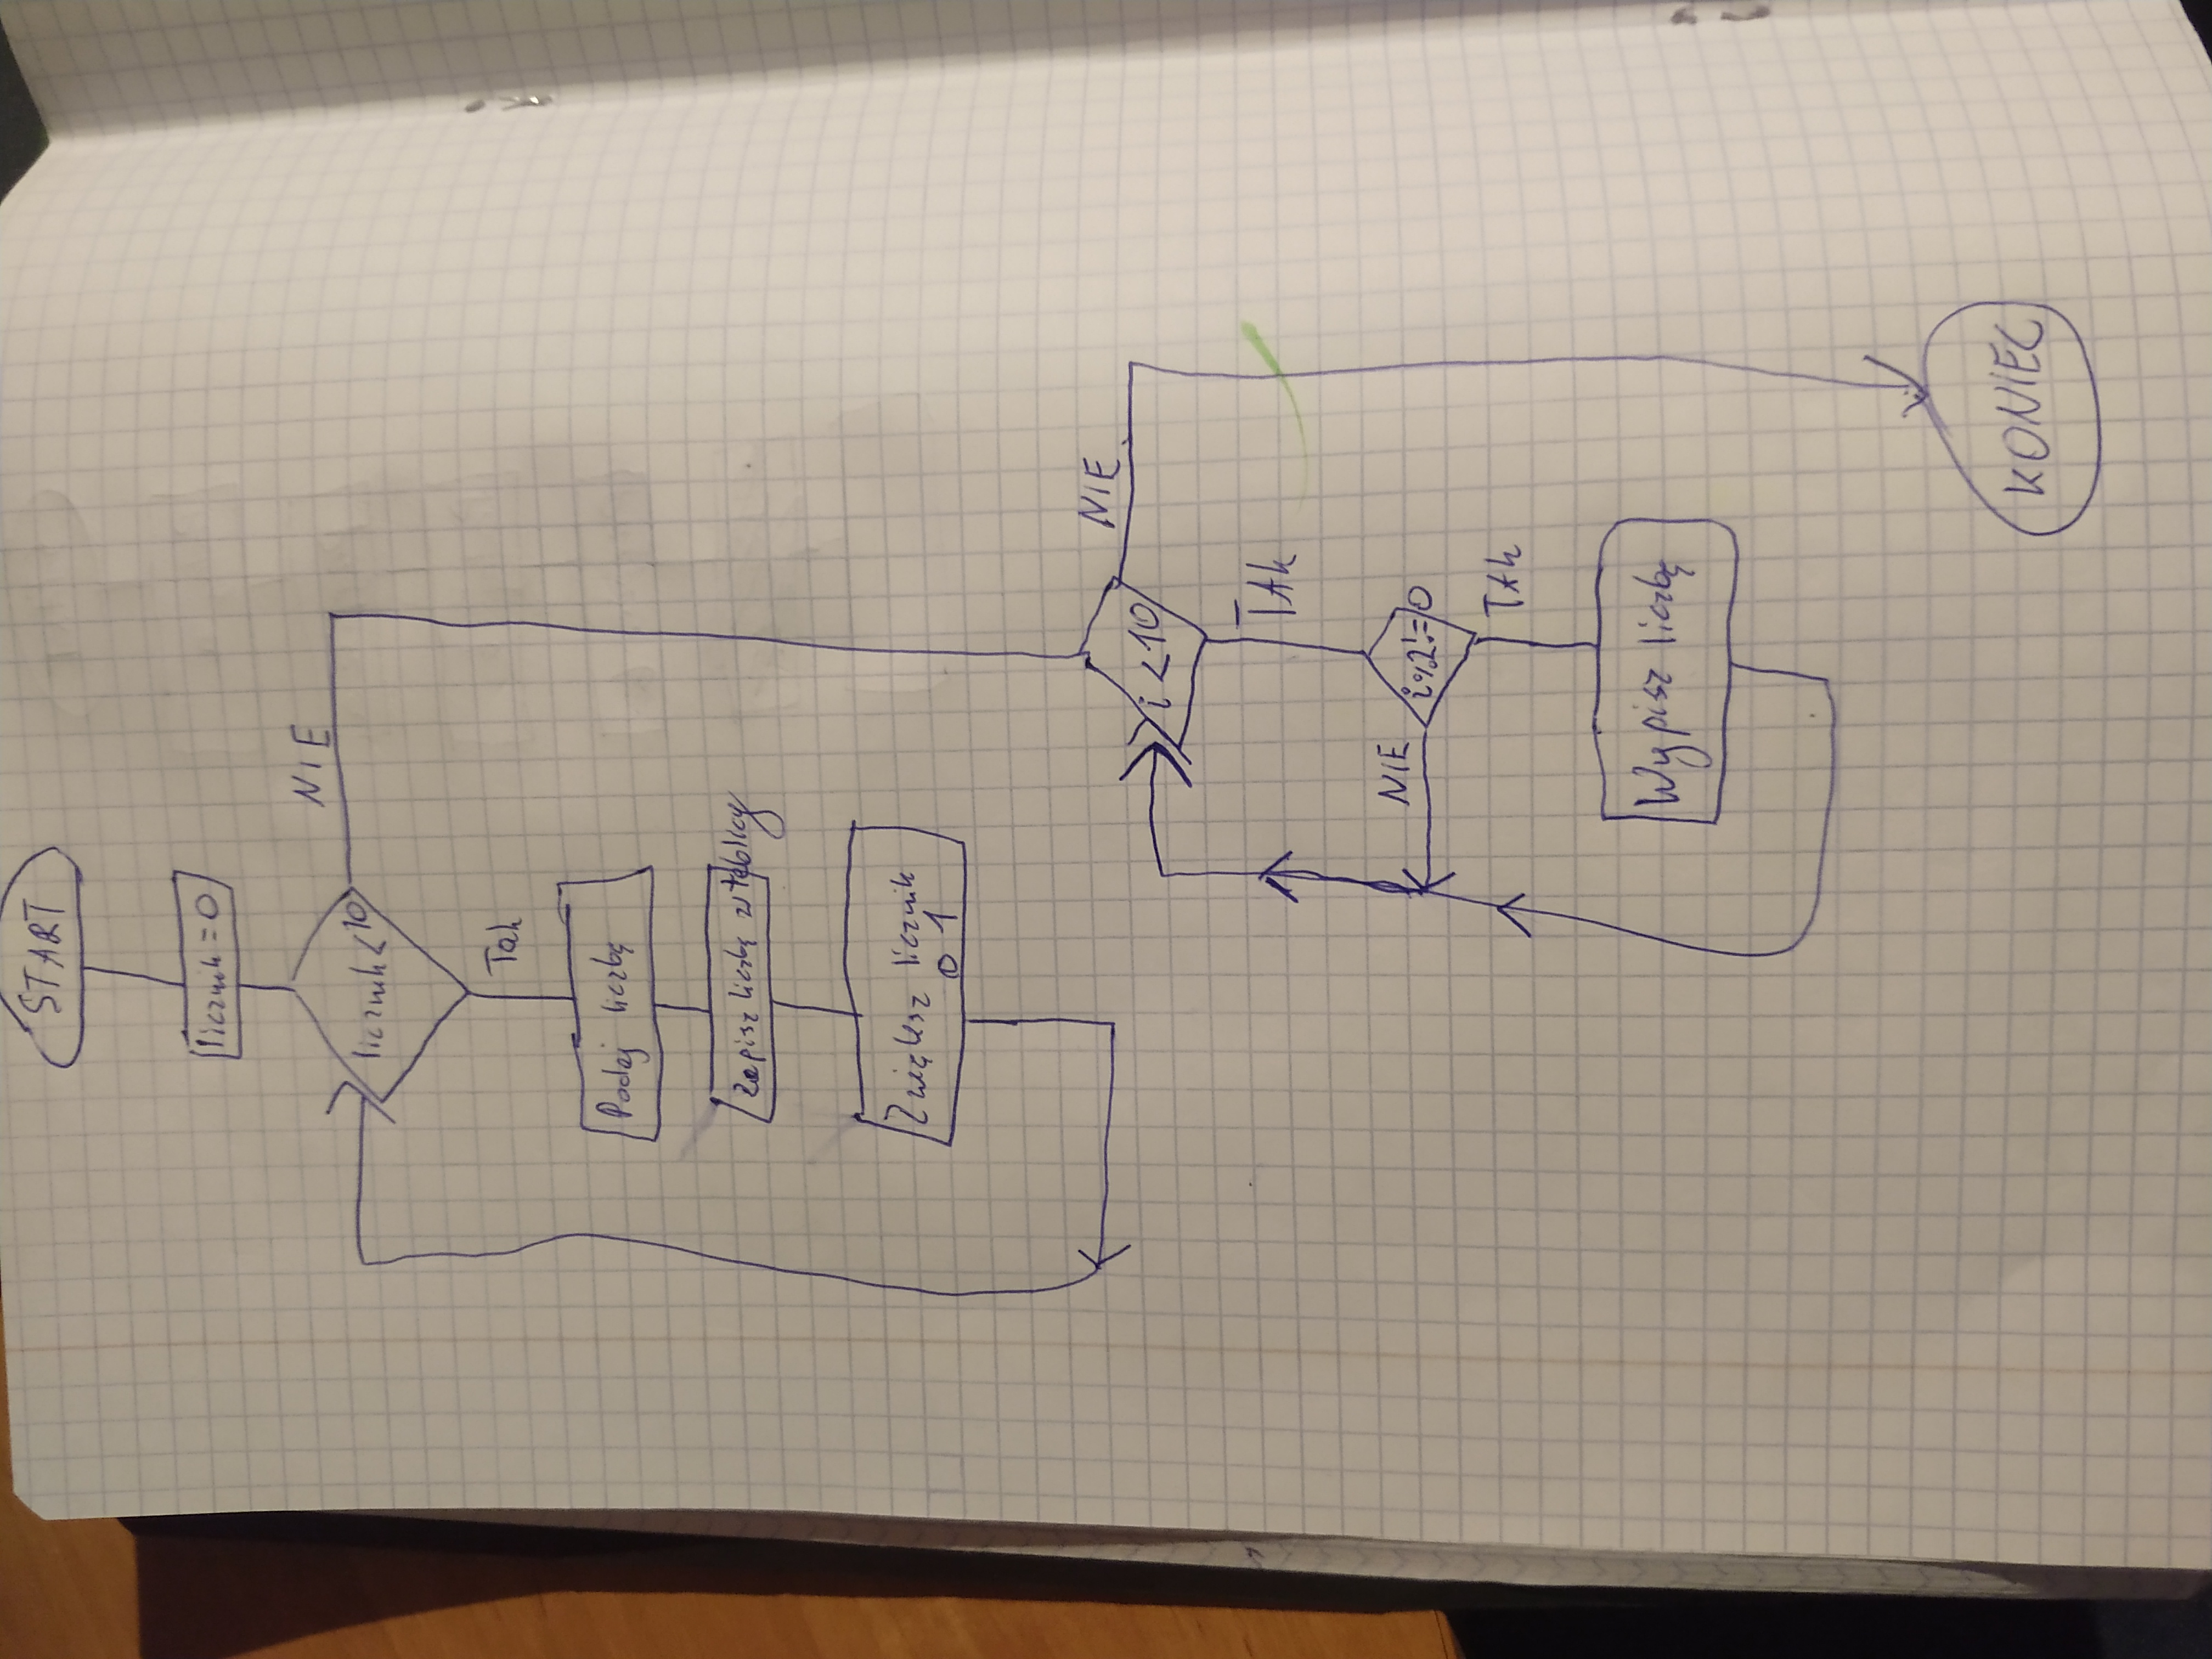 START
licznik = 0
licznik < 10
NIE
Tak
Podaj liczbę
Zapisz liczbę w tablicy
Zwiększ licznik
o 1
i < 10
NIE
TAK
i%2!=0
NIE
TAK
Wypisz liczbę
KONIEC